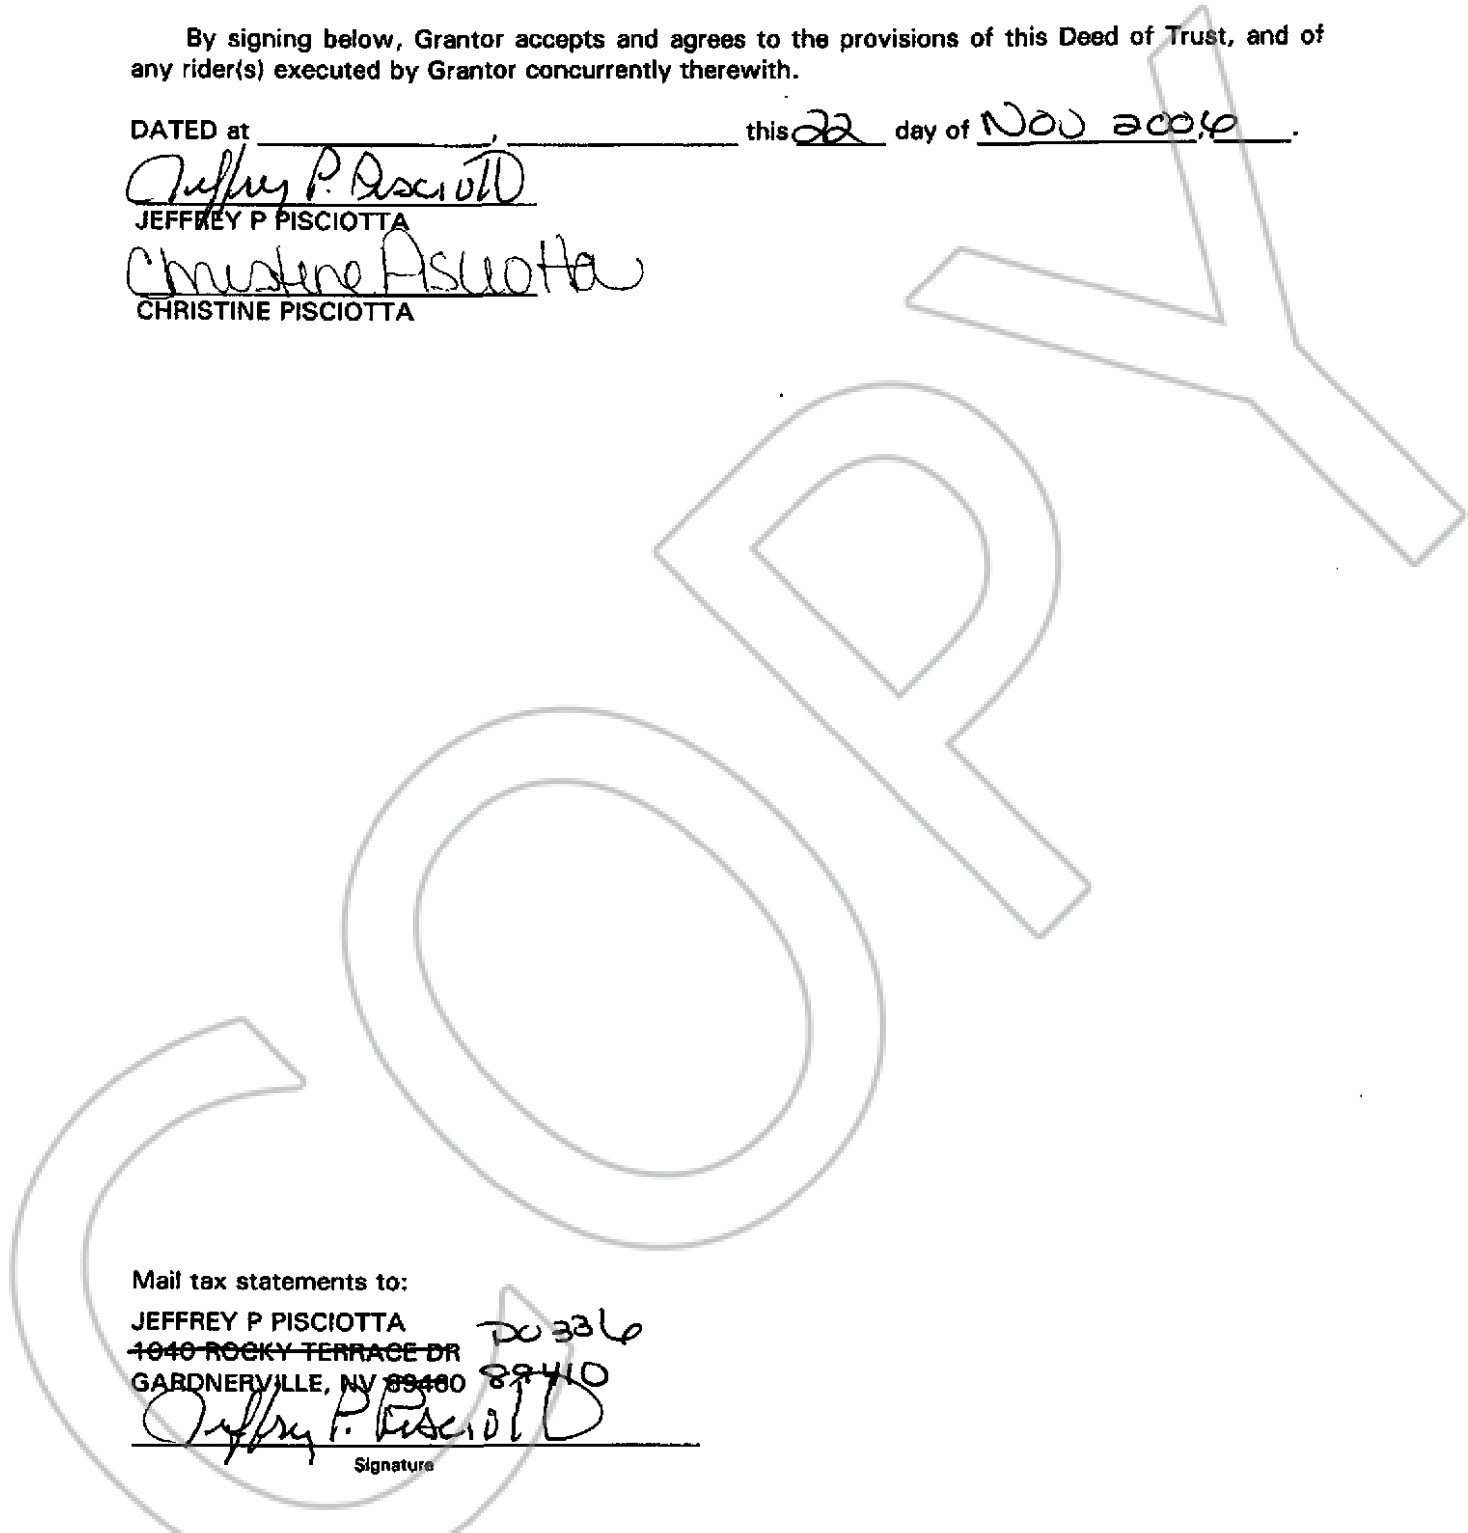 By signing below, Grantor accepts and agrees to the provisions of this Deed of Trust, and of
any rider(s) executed by Grantor concurrently therewith.
DATED at , this 22 day of NOV 2006.
Jeffrey P. Pisciotta
JEFFREY P PISCIOTTA
Christine Pisciotta
CHRISTINE PISCIOTTA
COPY
Mail tax statements to:
JEFFREY P PISCIOTTA
1040 ROCKY TERRACE DR 336
GARDNERVILLE, NV 89460 89410
Jeffrey P. Pisciotta
Signature